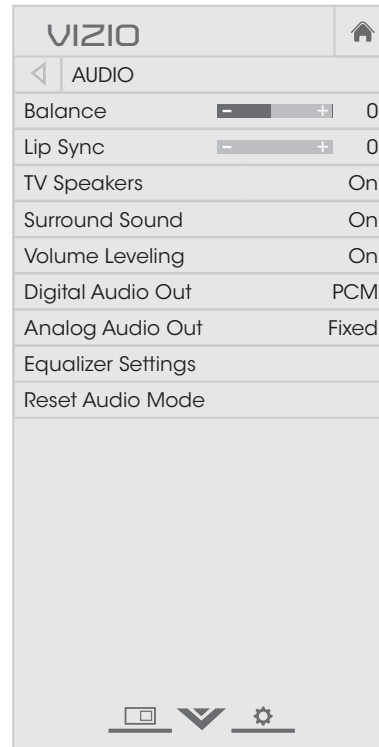 VIZIO
AUDIO
Balance - + 0
Lip Sync - + 0
TV Speakers On
Surround Sound On
Volume Leveling On
Digital Audio Out PCM
Analog Audio Out Fixed
Equalizer Settings
Reset Audio Mode